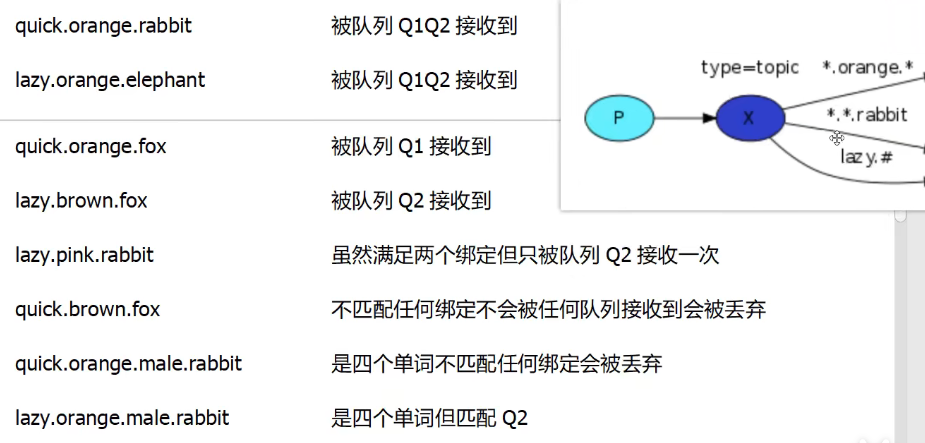 quick.orange.rabbit 被队列 Q1Q2 接收到
lazy.orange.elephant 被队列 Q1Q2 接收到
quick.orange.fox 被队列 Q1 接收到
lazy.brown.fox 被队列 Q2 接收到
lazy.pink.rabbit 虽然满足两个绑定但只被队列 Q2 接收一次
quick.brown.fox 不匹配任何绑定不会被任何队列接收到会被丢弃
quick.orange.male.rabbit 是四个单词不匹配任何绑定会被丢弃
lazy.orange.male.rabbit 是四个单词但匹配 Q2
type=topic *.orange.*
P X *.*.rabbit
lazy.#